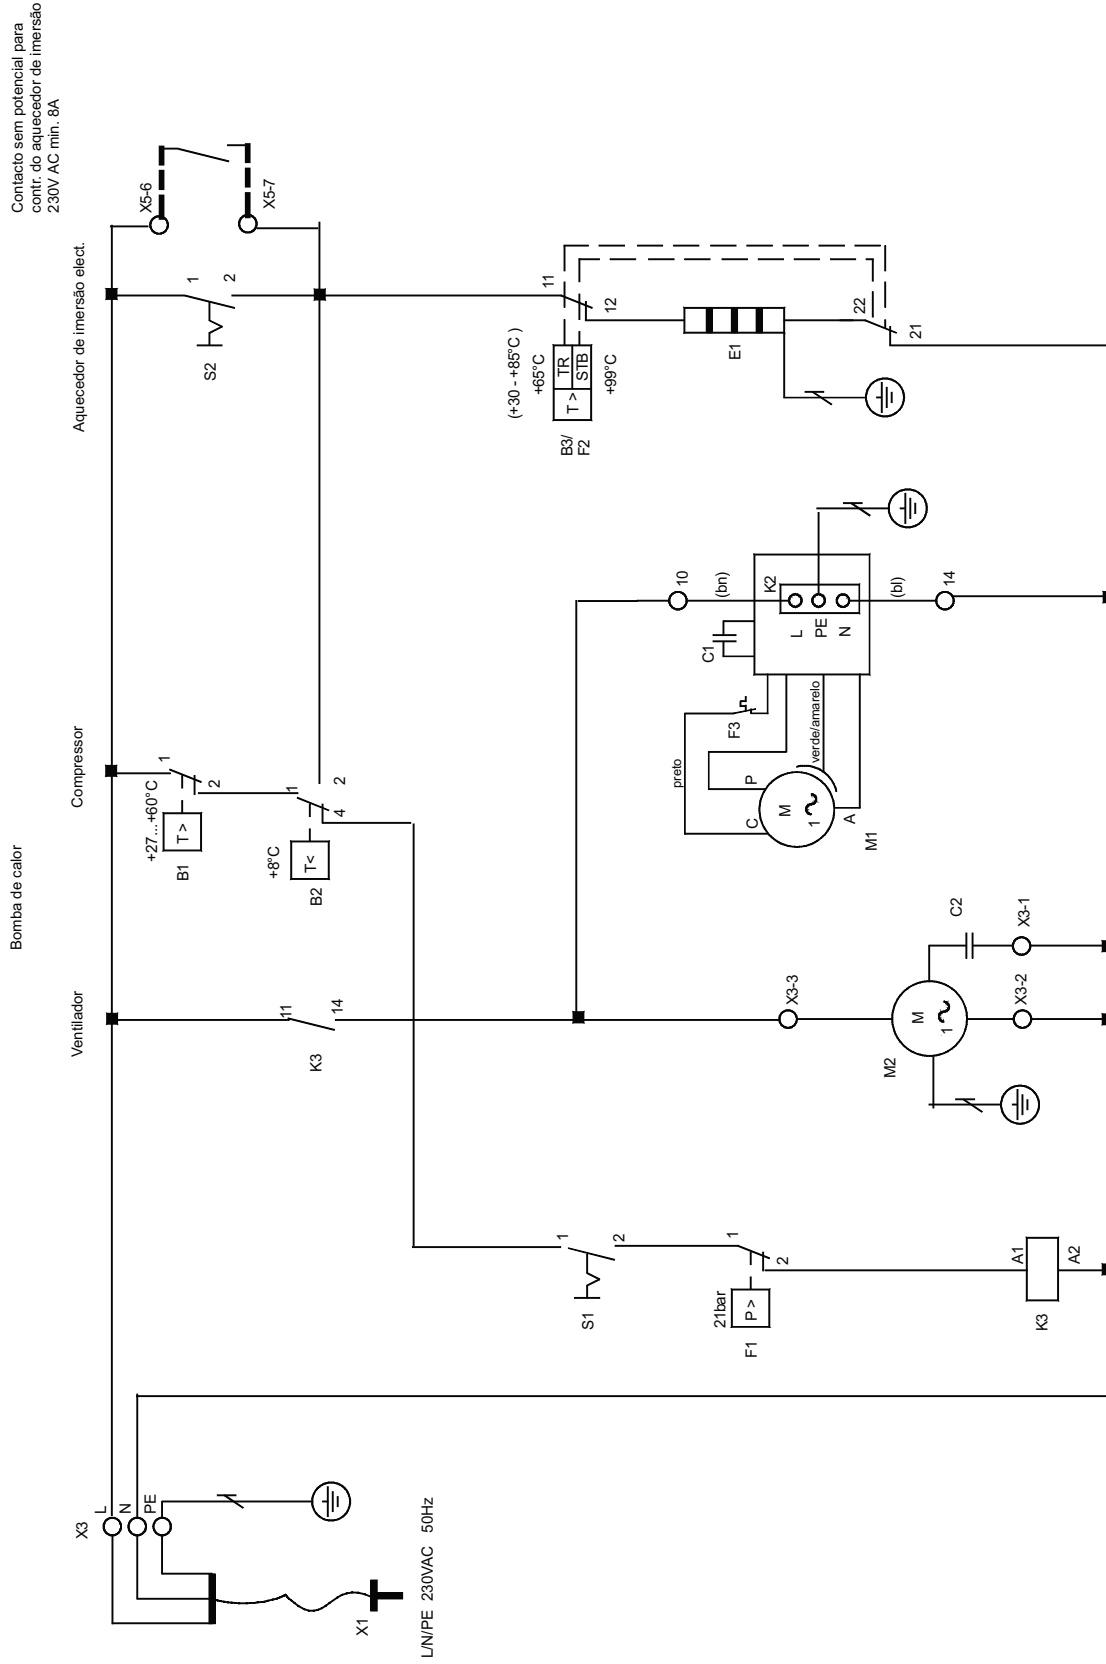 Contacto sem potencial para
contr. do aquecedor de imersão
230V AC min. 8A
Bomba de calor
Ventilador
Compressor
Aquecedor de imersão elect.
X3
L
N
PE
X1
L/N/PE 230VAC 50Hz
+27...+60°C
T >
B1
1
2
+8°C
T<
B2
1
2
4
S2
1
2
X5-6
X5-7
K3
11
14
S1
1
2
21bar
P >
F1
1
2
K3
A1
A2
X3-3
M
1
M2
X3-2
X3-1
C2
(+30 - +85°C )
+65°C
TR
T >
STB
+99°C
B3/
F2
11
12
E1
22
21
10
(bn)
K2
L
PE
N
(bl)
14
C1
F3
preto
verde/amarelo
C
P
A
M
1
M1